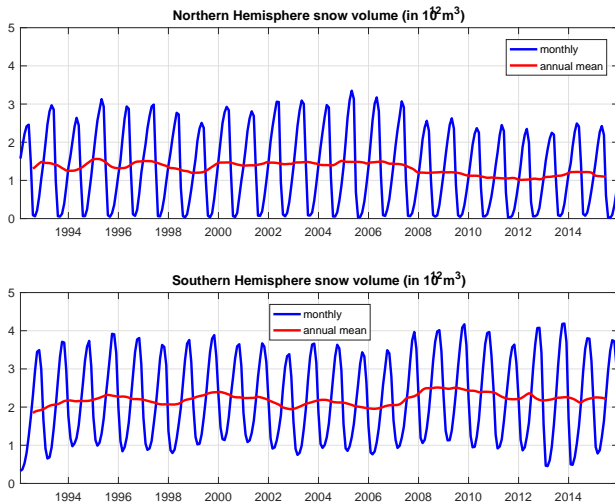 Northern Hemisphere snow volume (in 10¹²m³)
5
4
3
2
1
0
monthly
annual mean
1994 1996 1998 2000 2002 2004 2006 2008 2010 2012 2014
Southern Hemisphere snow volume (in 10¹²m³)
5
4
3
2
1
0
monthly
annual mean
1994 1996 1998 2000 2002 2004 2006 2008 2010 2012 2014